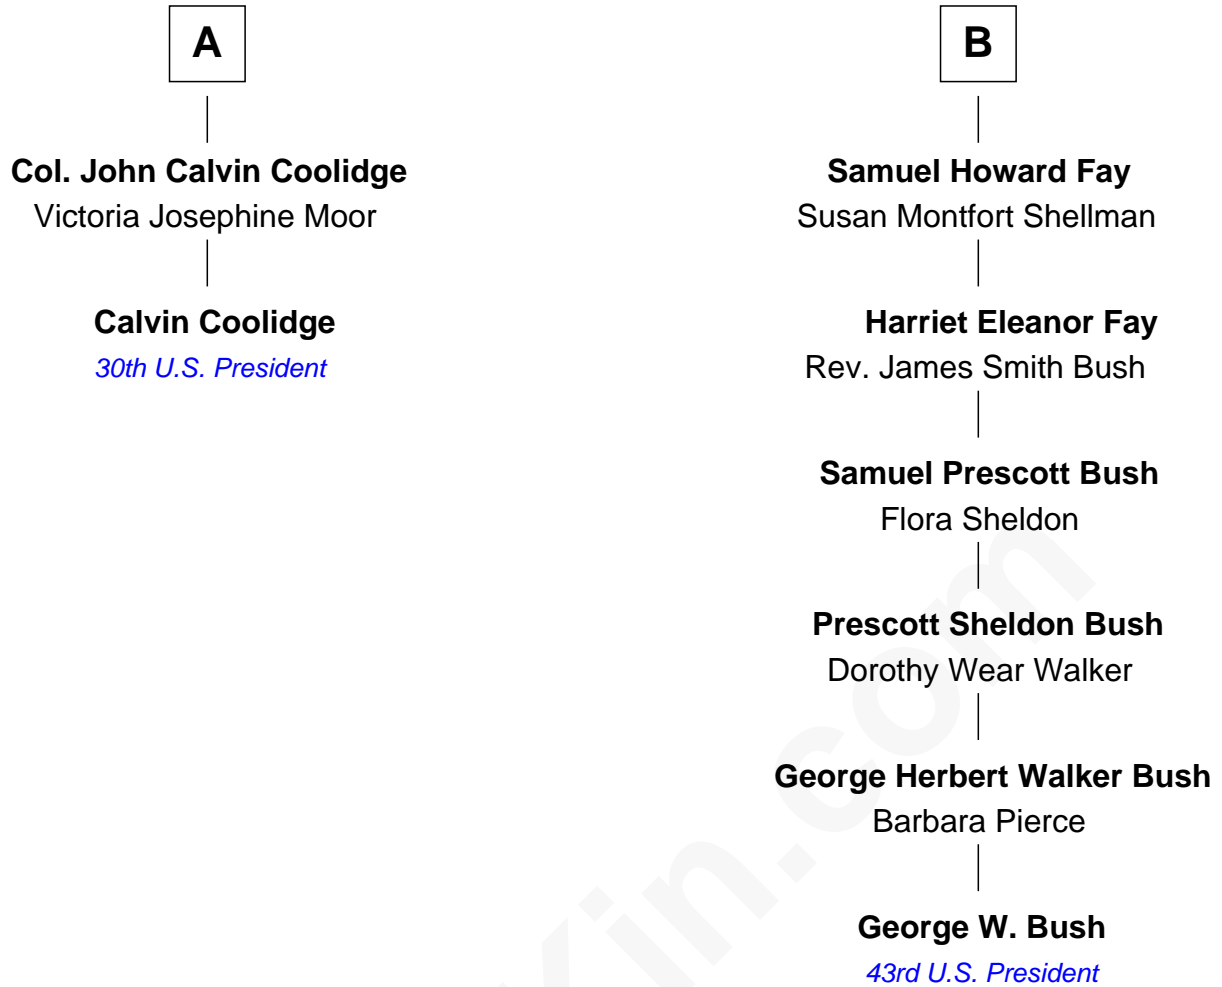 A
Col. John Calvin Coolidge
Victoria Josephine Moor
Calvin Coolidge
30th U.S. President
B
Samuel Howard Fay
Susan Montfort Shellman
Harriet Eleanor Fay
Rev. James Smith Bush
Samuel Prescott Bush
Flora Sheldon
Prescott Sheldon Bush
Dorothy Wear Walker
George Herbert Walker Bush
Barbara Pierce
George W. Bush
43rd U.S. President
Kin.com